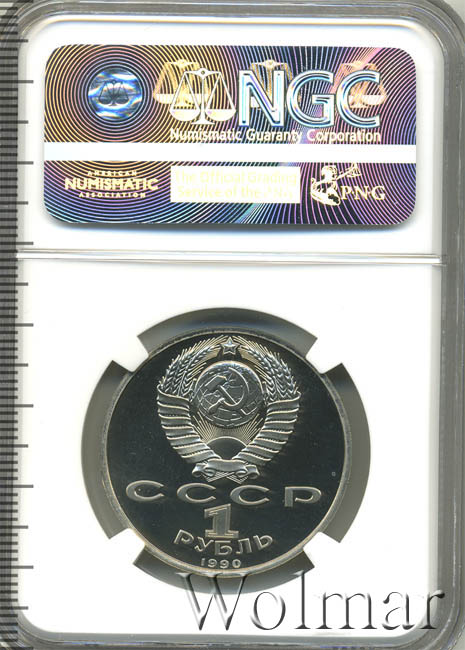 NGC
Numismatic Guaranty Corporation
AMERICAN
NUMISMATIC
ASSOCIATION
The Official Grading
Service of the
PNG
СССР
1
РУБЛЬ
1990
Wolmar